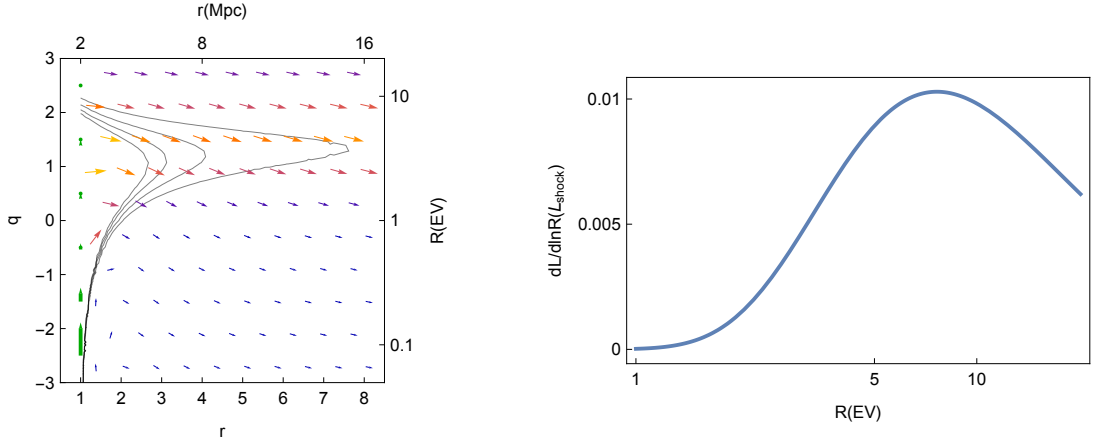 r(Mpc)
2 8 16
3
2
1
0
−1
−2
−3
q
10
1
0.1
R(EV)
1 2 3 4 5 6 7 8
r
0.01
0.005
0
dL/dlnR(L_shock)
1 5 10
R(EV)